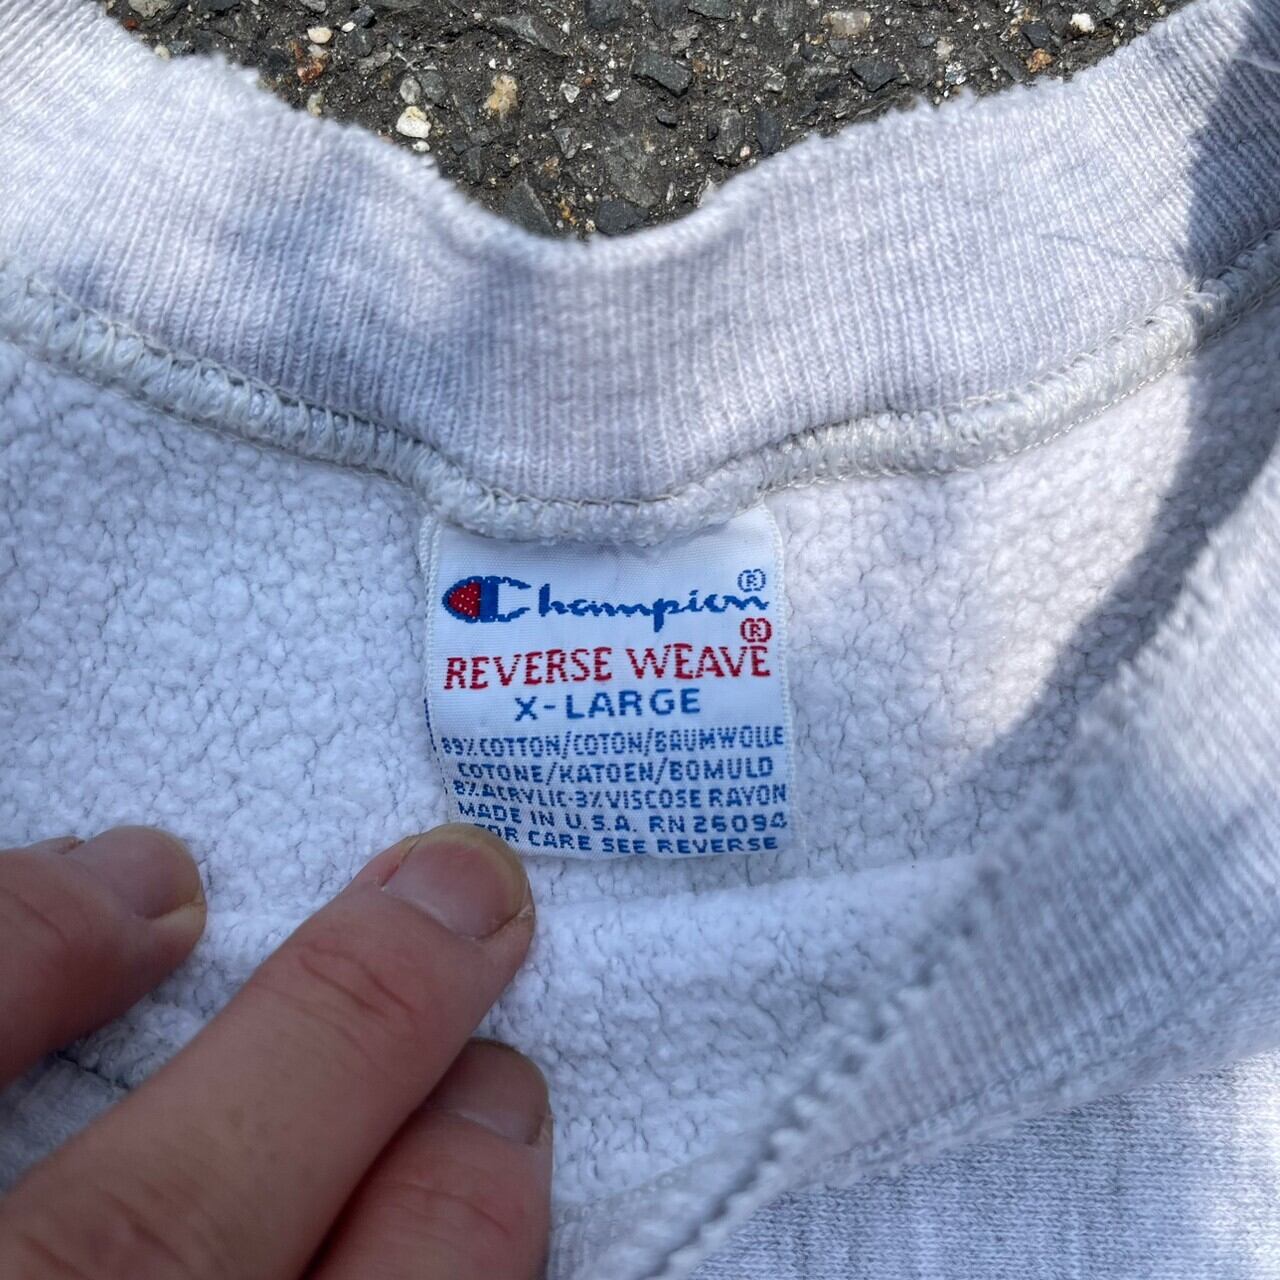 Champion®
REVERSE WEAVE®
X-LARGE
89% COTTON/COTON/BAUMWOLLE
COTONE/KATOEN/BOMULD
8% ACRYLIC-3% VISCOSE RAYON
MADE IN U.S.A. RN 26094
FOR CARE SEE REVERSE